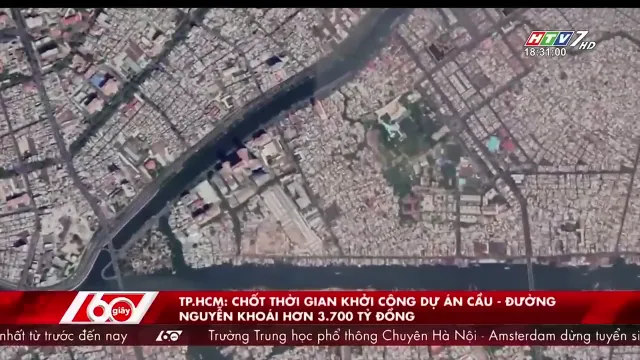 HTV7HD
18:31:00
TP.HCM: CHỐT THỜI GIAN KHỞI CÔNG DỰ ÁN CẦU - ĐƯỜNG
NGUYỄN KHOÁI HƠN 3.700 TỶ ĐỒNG
60 giây
nhất từ trước đến nay
60 Trường Trung học phổ thông Chuyên Hà Nội - Amsterdam dừng tuyển si